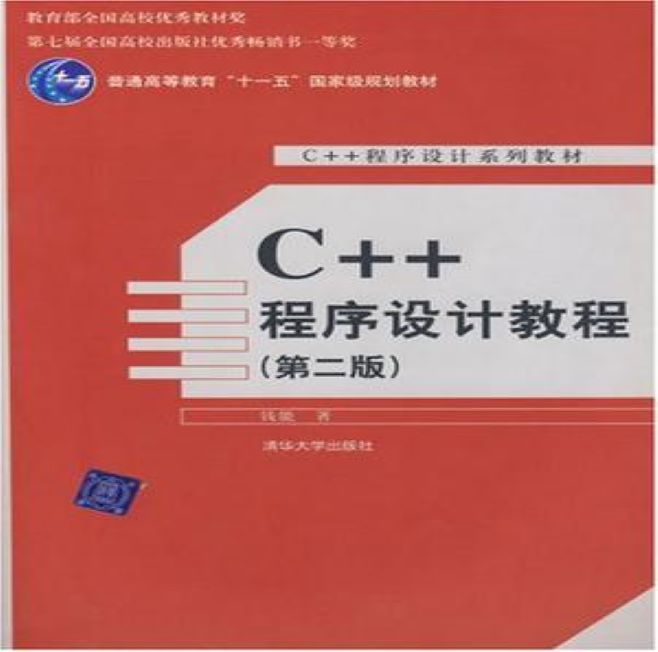 教育部全国高校优秀教材奖
第七届全国高校出版社优秀畅销书一等奖
十一五
普通高等教育“十一五”国家级规划教材
C++程序设计系列教材
C++
程序设计教程
(第二版)
钱能 著
清华大学出版社